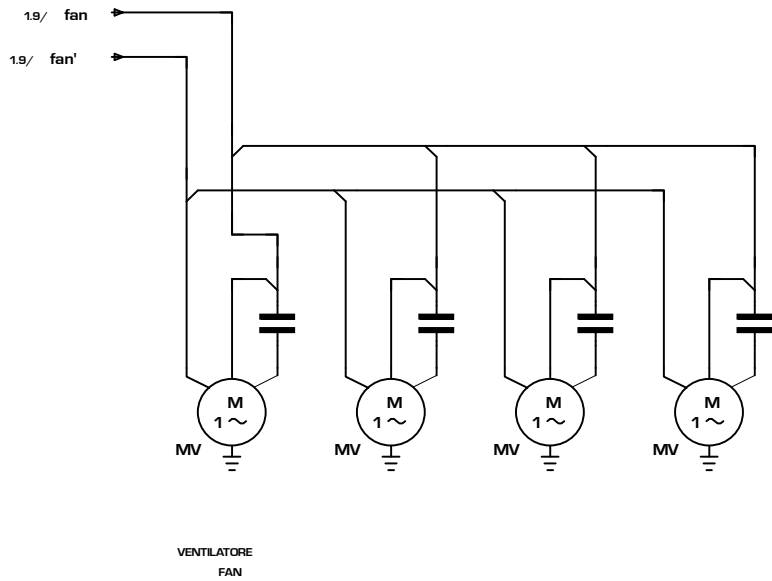 1.9/ fan
1.9/ fan'
M M M M
1~ 1~ 1~ 1~
MV MV MV MV
VENTILATORE
FAN